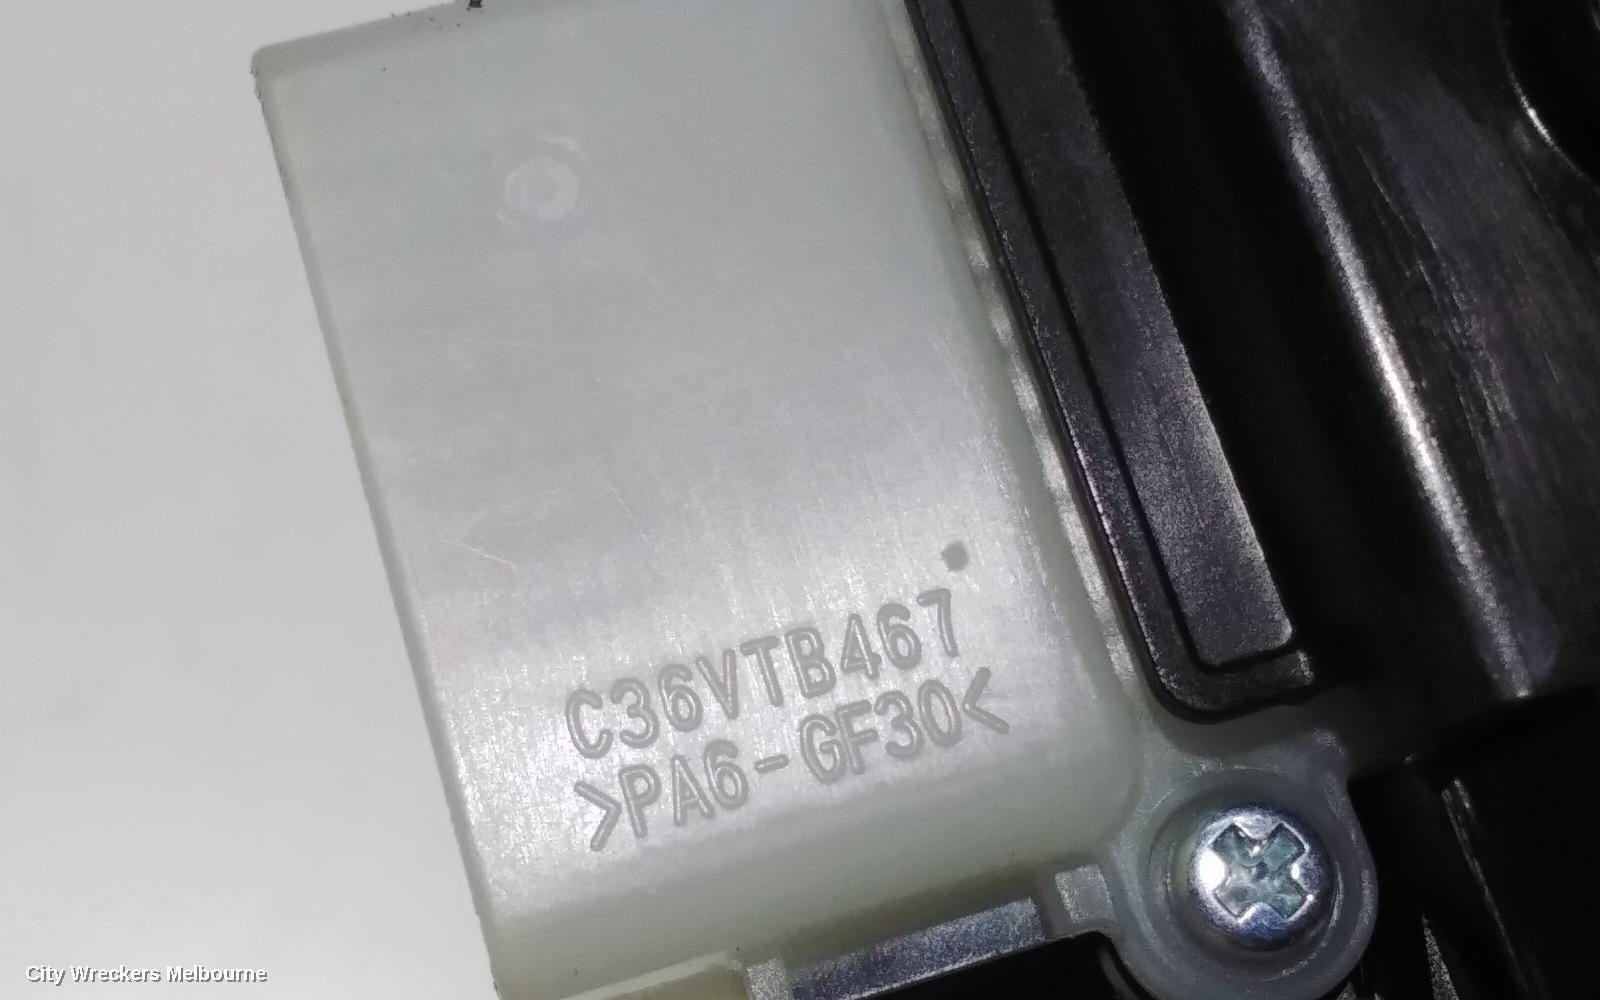 C36VTB467
>PA6-GF30<
City Wreckers Melbourne